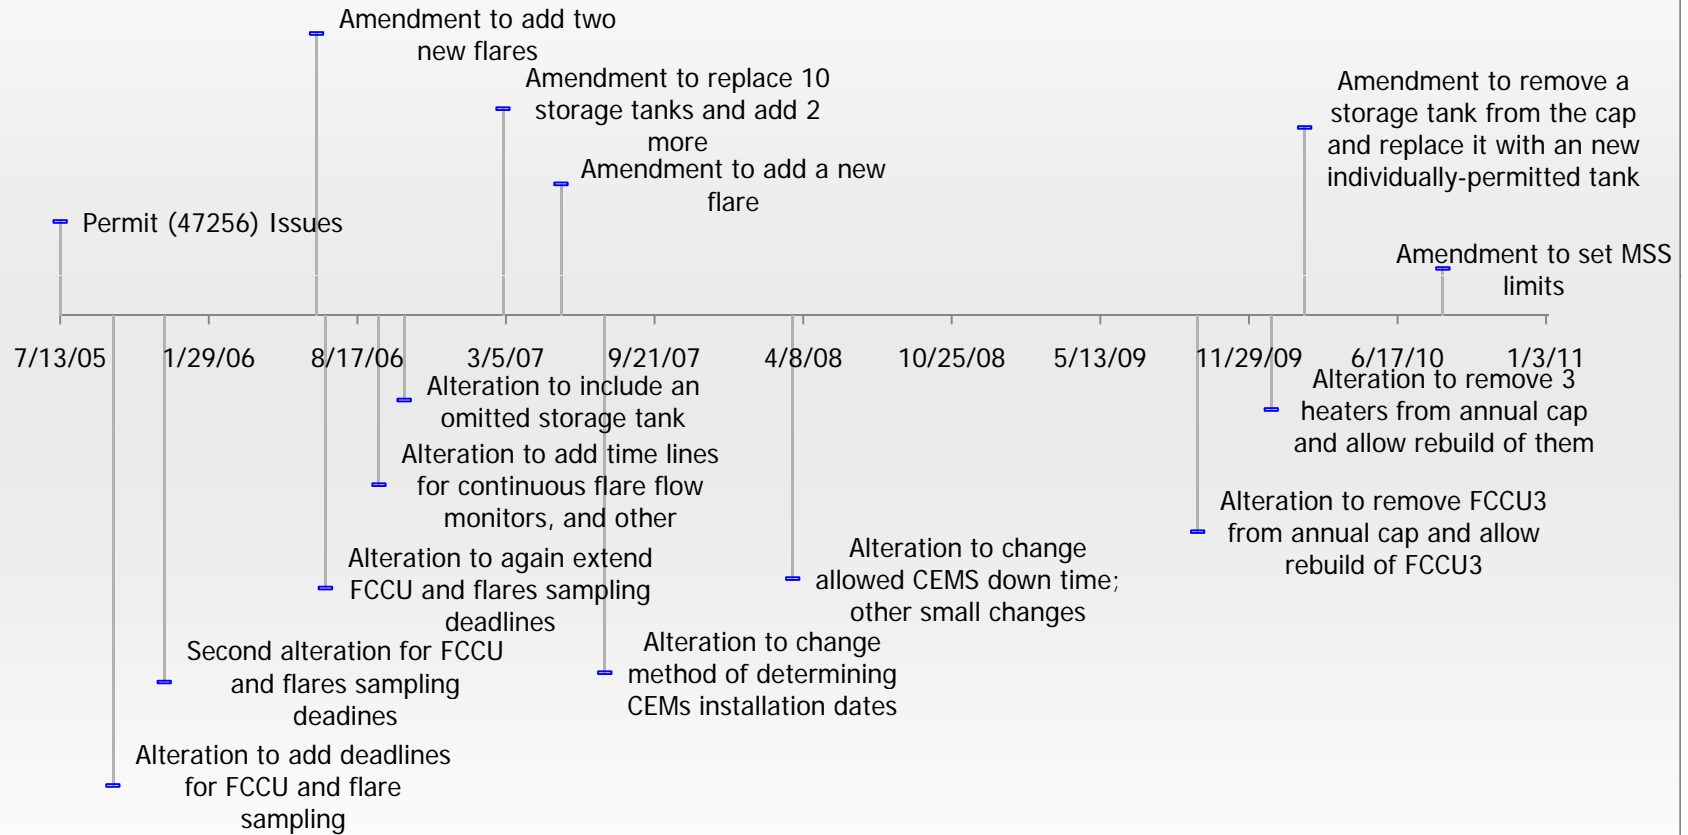 Amendment to add two
new flares
Amendment to replace 10
storage tanks and add 2
more
Amendment to add a new
flare
Amendment to remove a
storage tank from the cap
and replace it with an new
individually-permitted tank
Permit (47256) Issues
Amendment to set MSS
limits
7/13/05 1/29/06 8/17/06 3/5/07 9/21/07 4/8/08 10/25/08 5/13/09 11/29/09 6/17/10 1/3/11
Alteration to include an
omitted storage tank
Alteration to remove 3
heaters from annual cap
and allow rebuild of them
Alteration to add time lines
for continuous flare flow
monitors, and other
Alteration to remove FCCU3
from annual cap and allow
rebuild of FCCU3
Alteration to again extend
FCCU and flares sampling
deadlines
Alteration to change
allowed CEMS down time;
other small changes
Second alteration for FCCU
and flares sampling
deadines
Alteration to change
method of determining
CEMs installation dates
Alteration to add deadlines
for FCCU and flare
sampling